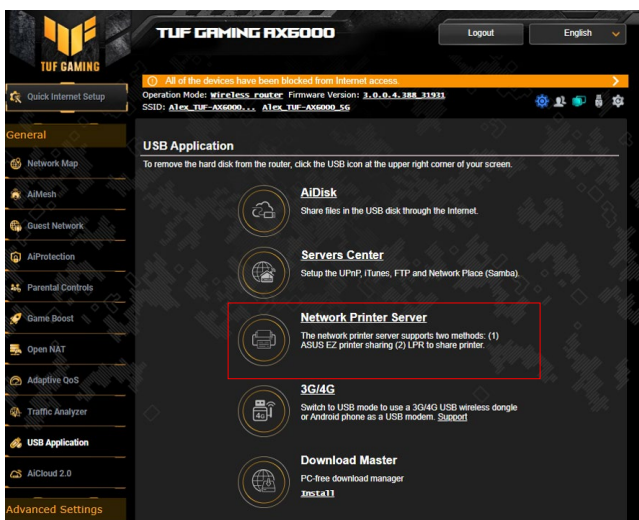 TUF GAMING AX6000
Logout
English
TUF GAMING
All of the devices have been blocked from Internet access.
Quick Internet Setup
Operation Mode: Wireless router Firmware Version: 3.0.0.4.388_31931
SSID: Alex_TUF-AX6000... Alex_TUF-AX6000_5G
General
Network Map
AiMesh
Guest Network
AiProtection
Parental Controls
Game Boost
Open NAT
Adaptive QoS
Traffic Analyzer
USB Application
AiCloud 2.0
Advanced Settings
USB Application
To remove the hard disk from the router, click the USB icon at the upper right corner of your screen.
AiDisk
Share files in the USB disk through the Internet.
Servers Center
Setup the UPnP, iTunes, FTP and Network Place (Samba).
Network Printer Server
The network printer server supports two methods: (1)
ASUS EZ printer sharing (2) LPR to share printer.
3G/4G
4G
Switch to USB mode to use a 3G/4G USB wireless dongle
or Android phone as a USB modem. Support
Download Master
PC-free download manager
Install